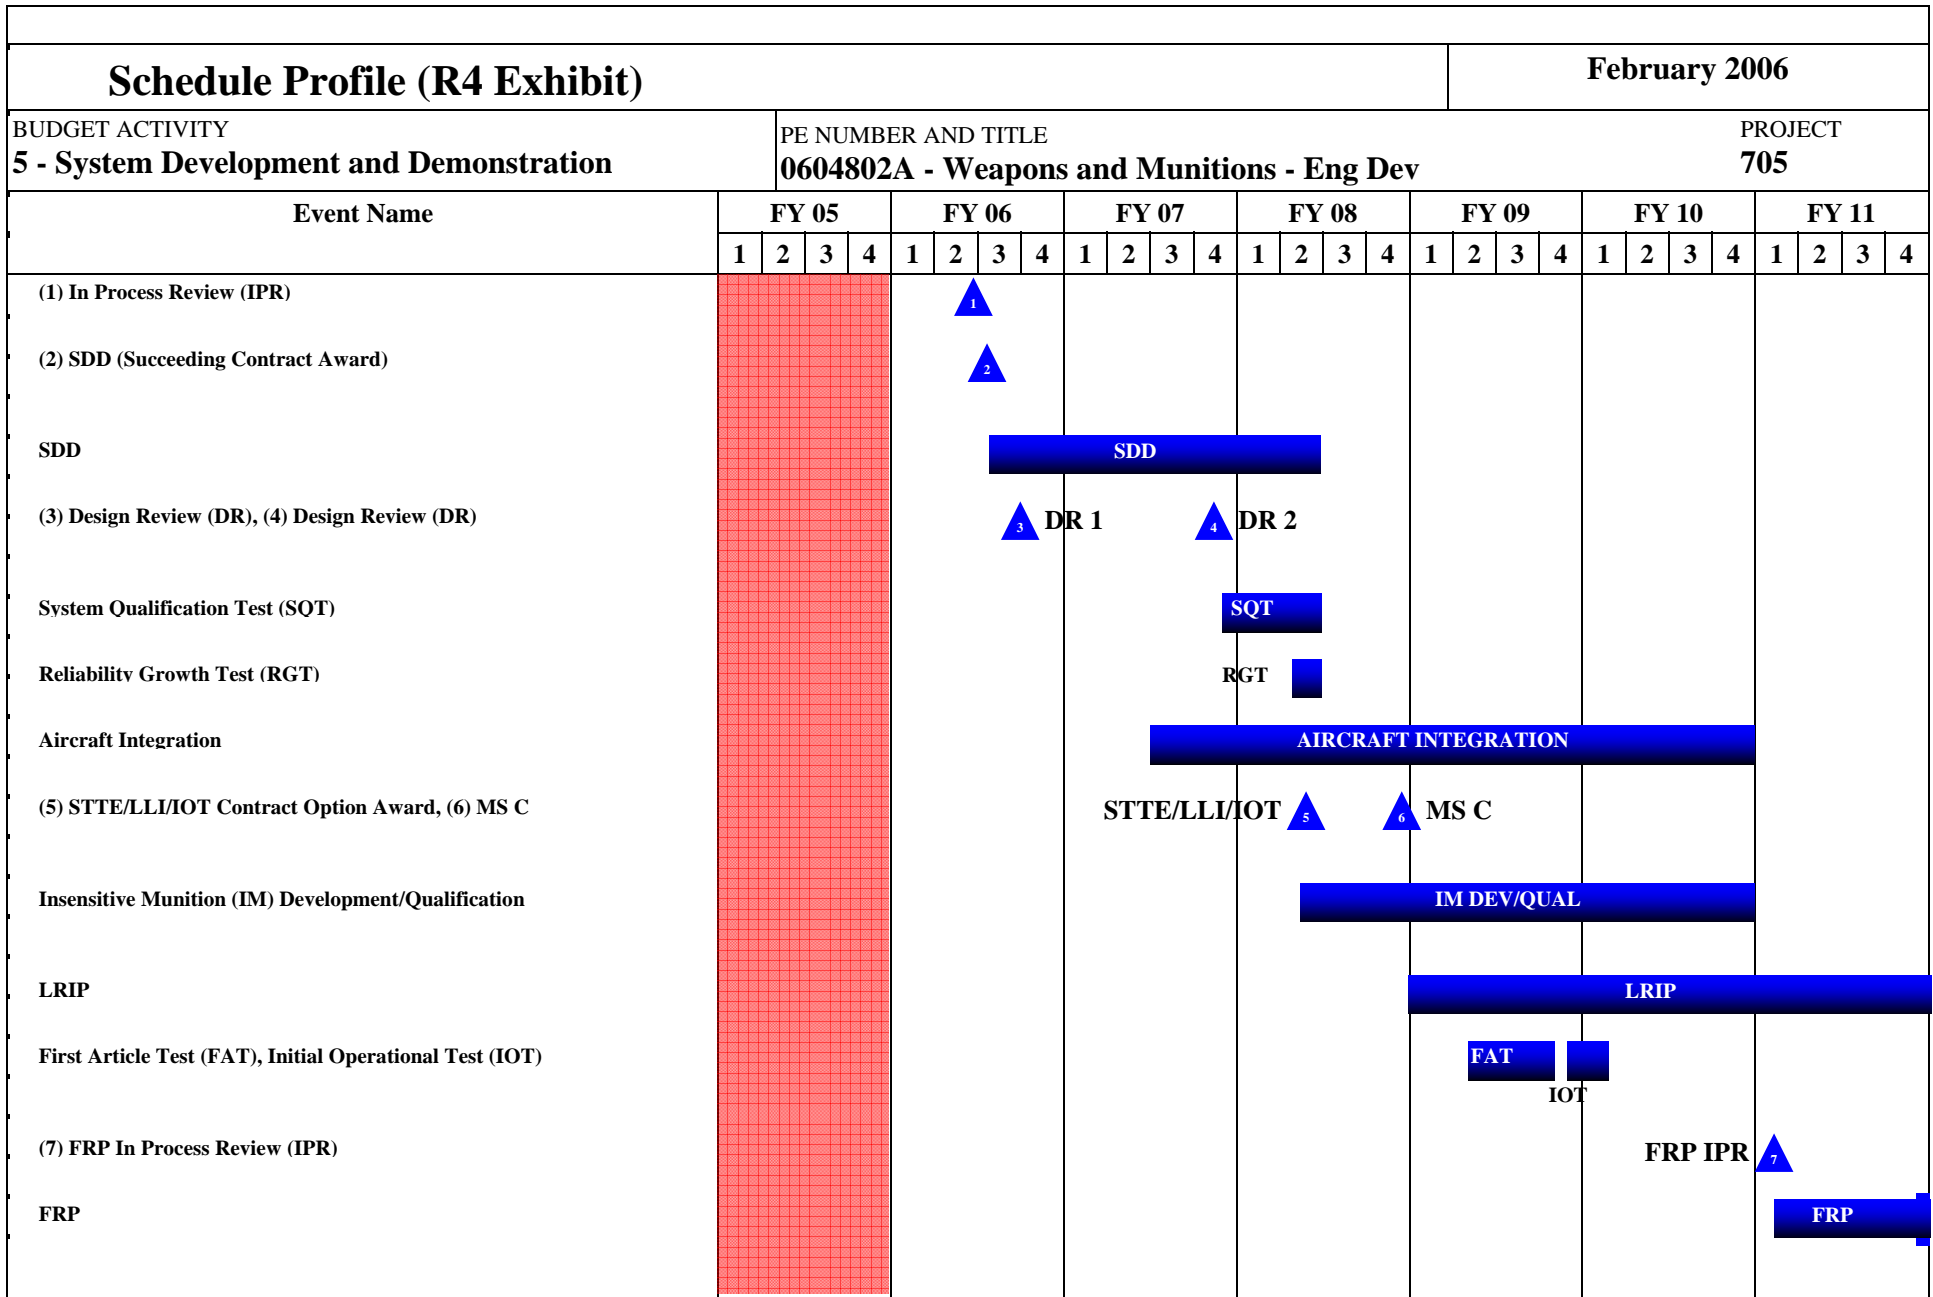 Schedule Profile (R4 Exhibit)
February 2006
BUDGET ACTIVITY
5 - System Development and Demonstration
PE NUMBER AND TITLE
0604802A - Weapons and Munitions - Eng Dev
PROJECT
705
Event Name FY 05 FY 06 FY 07 FY 08 FY 09 FY 10 FY 11
1 2 3 4 1 2 3 4 1 2 3 4 1 2 3 4 1 2 3 4 1 2 3 4 1 2 3 4
(1) In Process Review (IPR) 1
(2) SDD (Succeeding Contract Award) 2
SDD SDD
(3) Design Review (DR), (4) Design Review (DR) 3 DR 1 4 DR 2
System Qualification Test (SQT) SQT
Reliability Growth Test (RGT) RGT
Aircraft Integration AIRCRAFT INTEGRATION
(5) STTE/LLI/IOT Contract Option Award, (6) MS C STTE/LLI/IOT 5 6 MS C
Insensitive Munition (IM) Development/Qualification IM DEV/QUAL
LRIP LRIP
First Article Test (FAT), Initial Operational Test (IOT) FAT
IOT
(7) FRP In Process Review (IPR) FRP IPR 7
FRP FRP